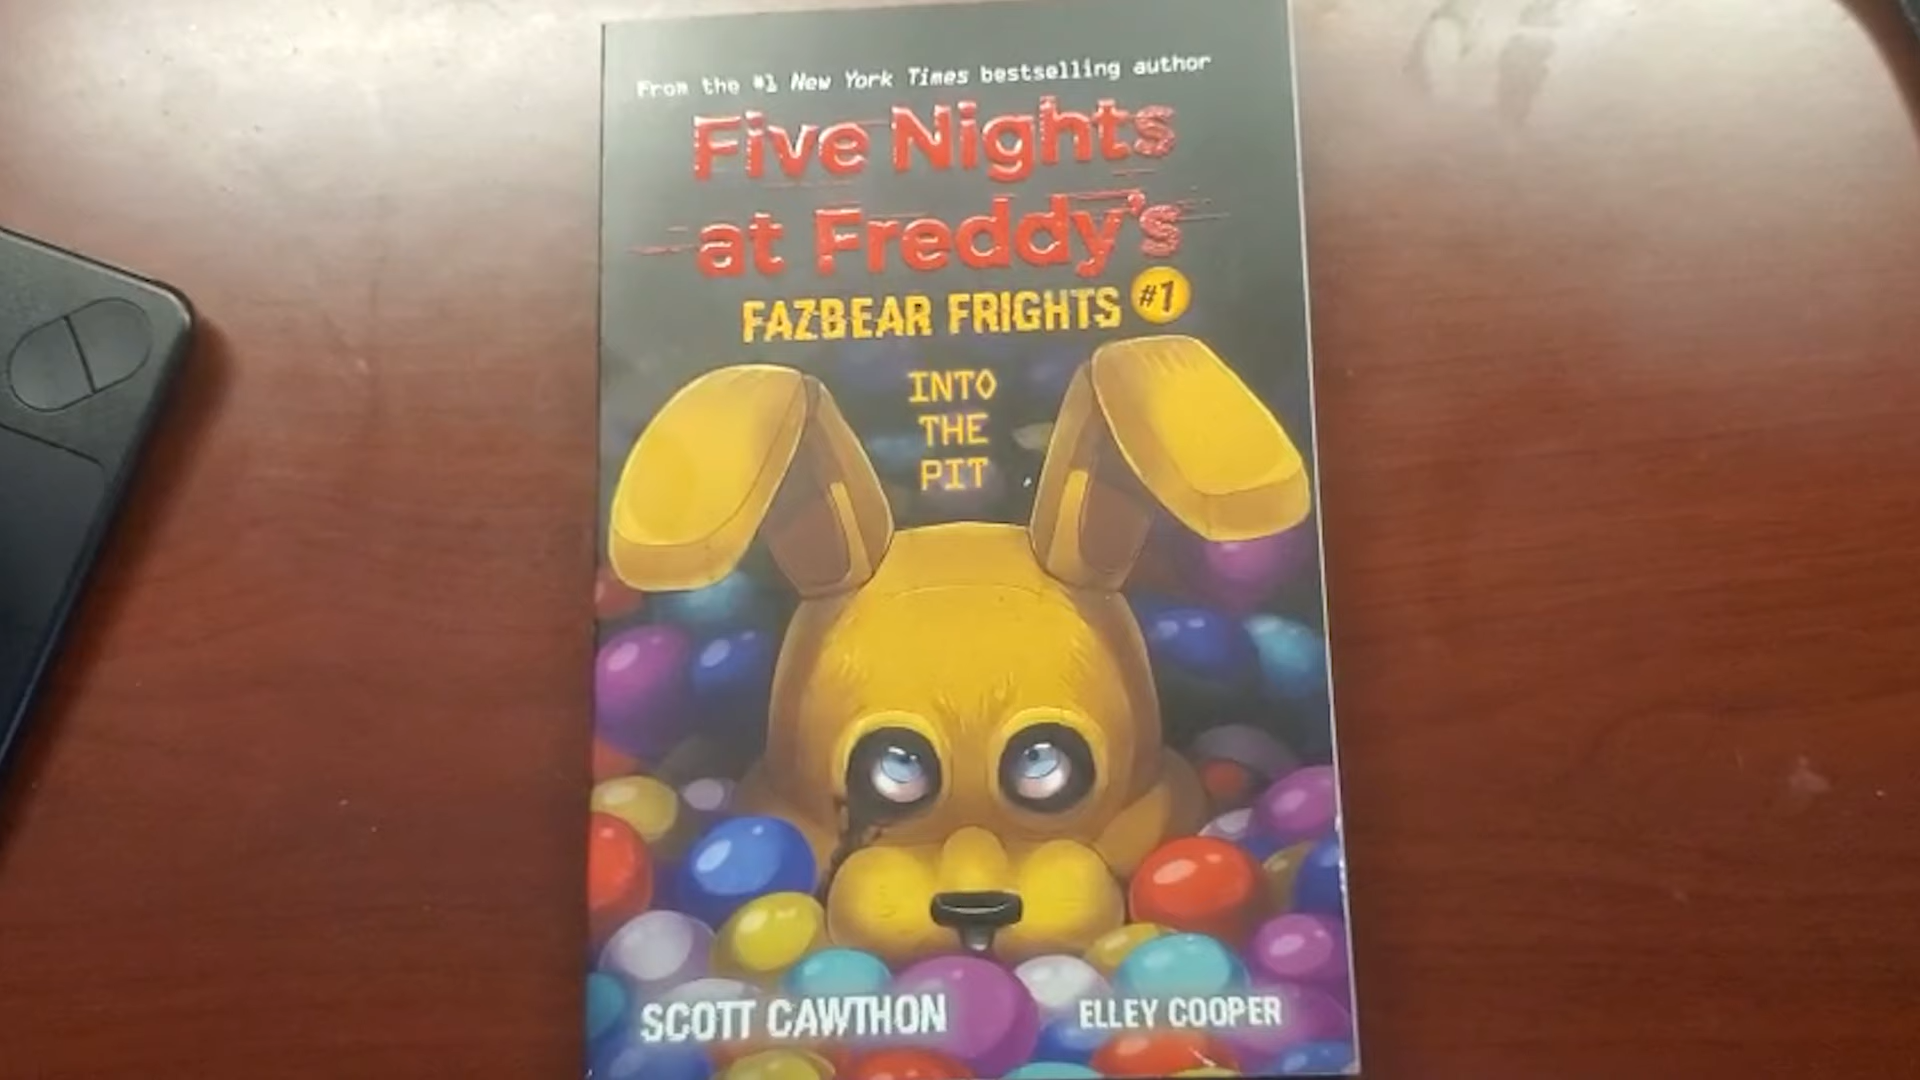 From the #1 New York Times bestselling author
Five Nights
at Freddy's
FAZBEAR FRIGHTS #1
INTO
THE
PIT
SCOTT CAWTHON ELLEY COOPER